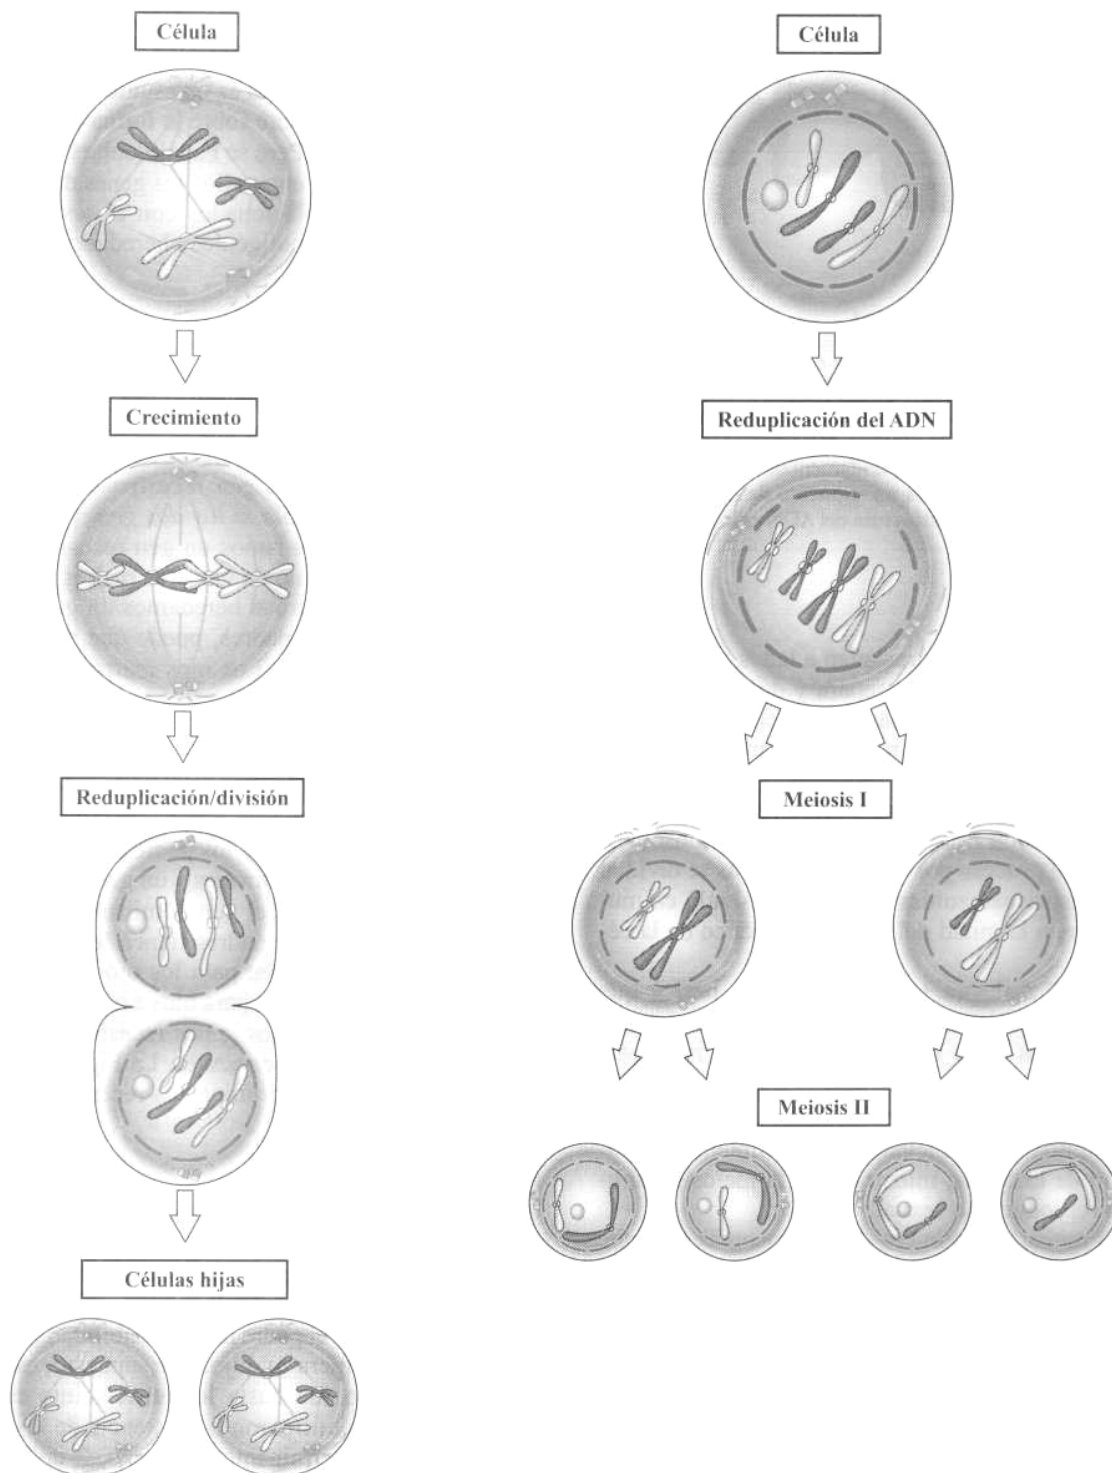 Célula
Crecimiento
Reduplicación/división
Células hijas
Célula
Reduplicación del ADN
Meiosis I
Meiosis II